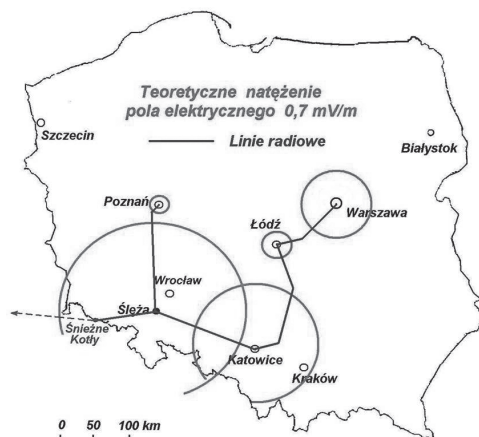 Teoretyczne natężenie
pola elektrycznego 0,7 mV/m
Linie radiowe
Szczecin
Białystok
Poznań
Warszawa
Łódź
Wrocław
Ślęża
Śnieżne
Kotły
Katowice
Kraków
0 50 100 km